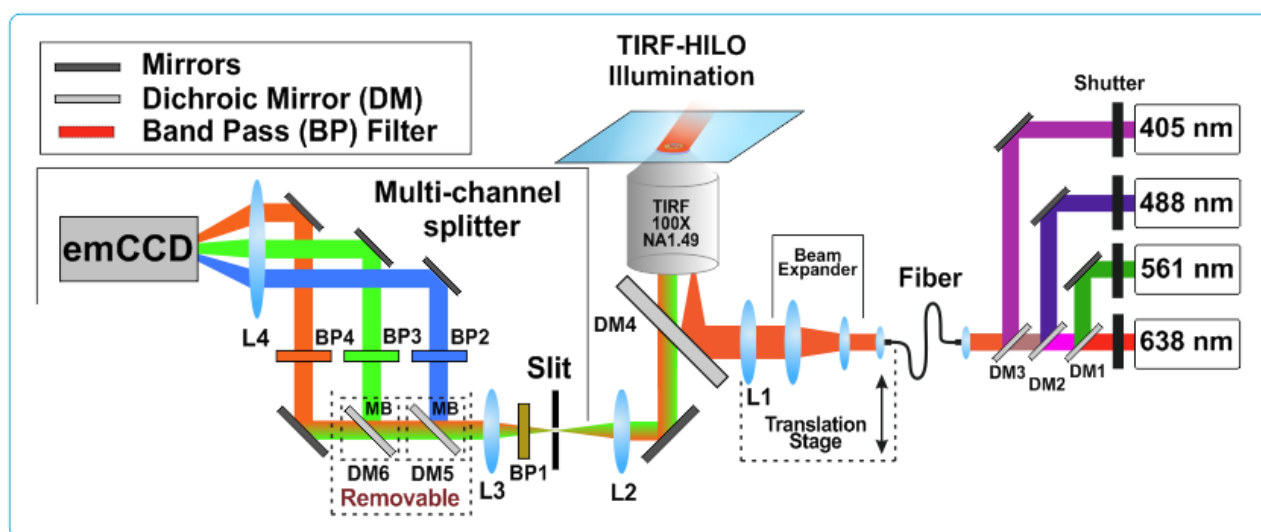 Mirrors
Dichroic Mirror (DM)
Band Pass (BP) Filter
TIRF-HILO
Illumination
Shutter
405 nm
488 nm
561 nm
638 nm
Multi-channel
splitter
emCCD
TIRF
100X
NA1.49
Beam
Expander
Fiber
DM4
L4
BP4
BP3
BP2
Slit
L1
DM3
DM2
DM1
Translation
Stage
MB
MB
DM6
DM5
Removable
L3
BP1
L2